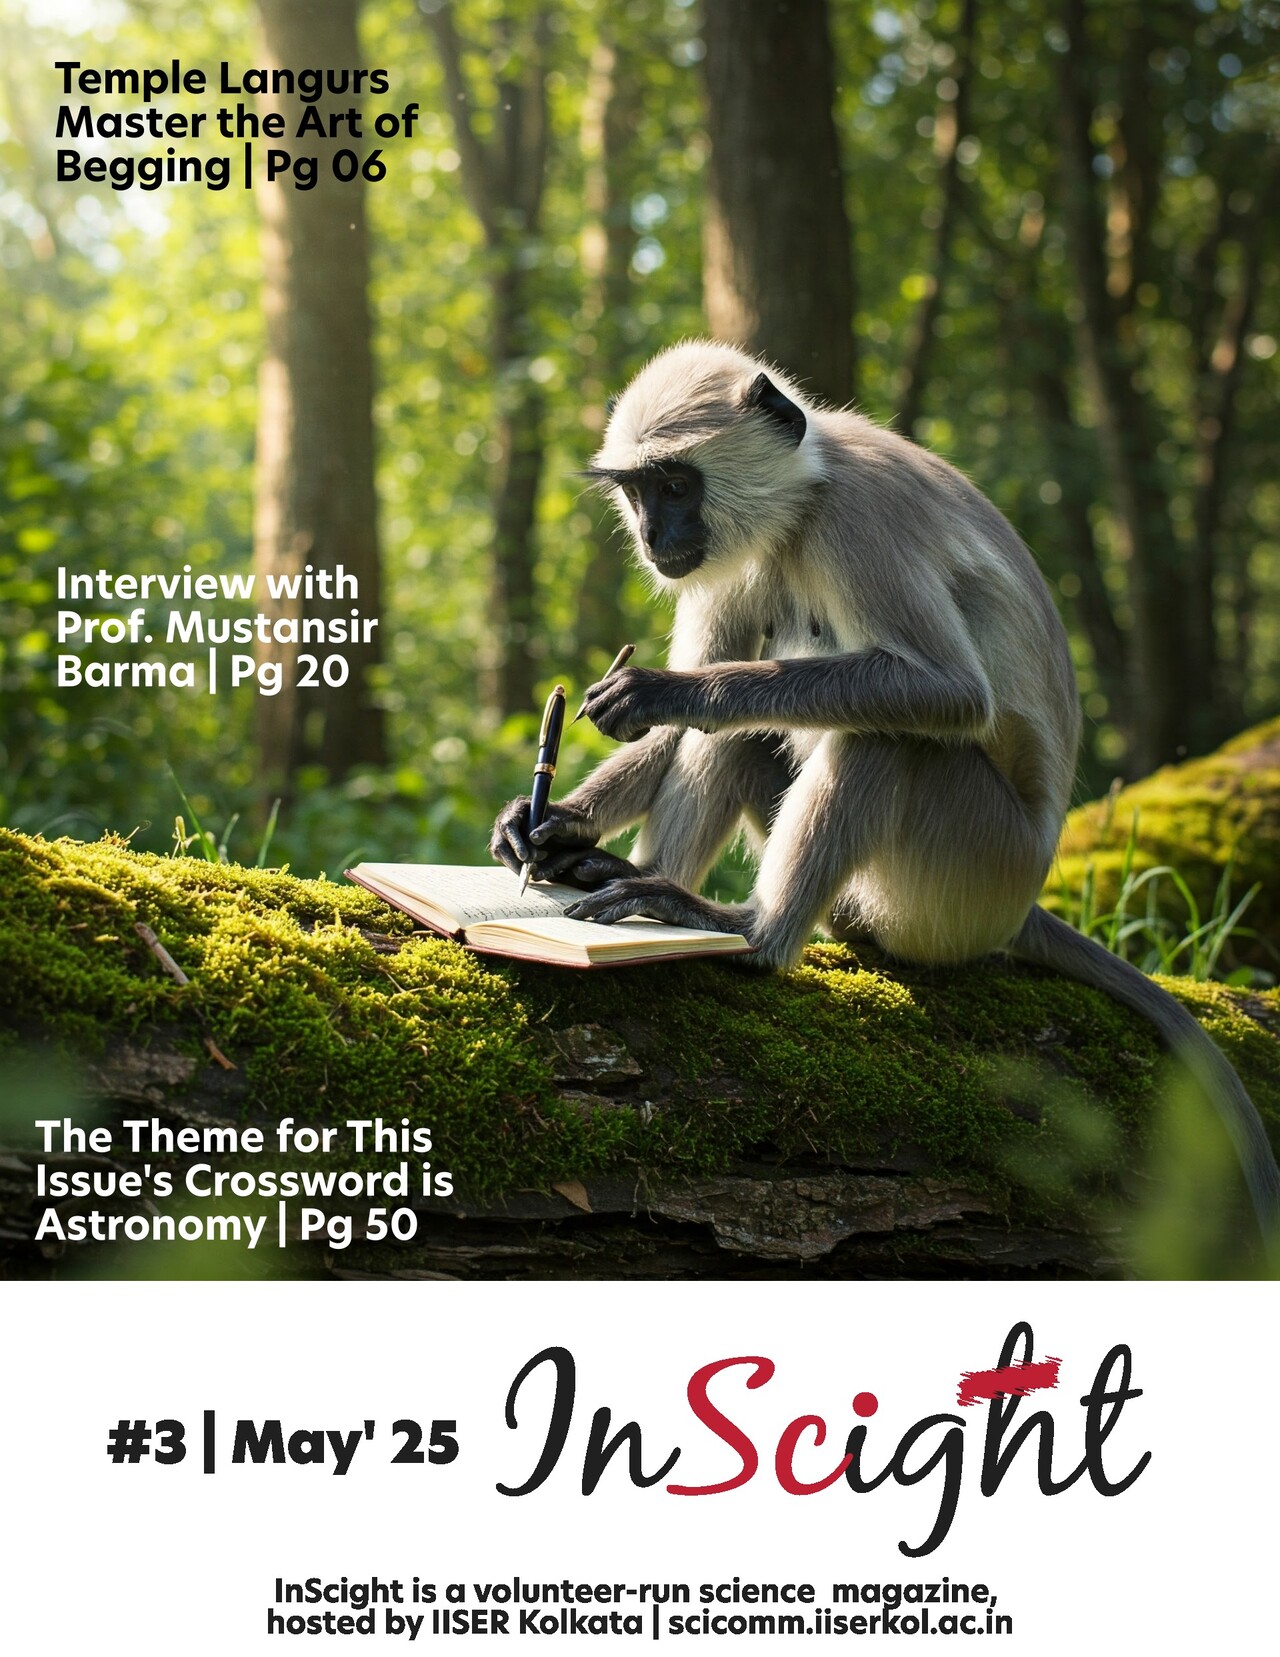 Temple Langurs
Master the Art of
Begging | Pg 06
Interview with
Prof. Mustansir
Barma | Pg 20
The Theme for This
Issue's Crossword is
Astronomy | Pg 50
#3 | May' 25
InScight
InScight is a volunteer-run science magazine,
hosted by IISER Kolkata | scicomm.iiserkol.ac.in